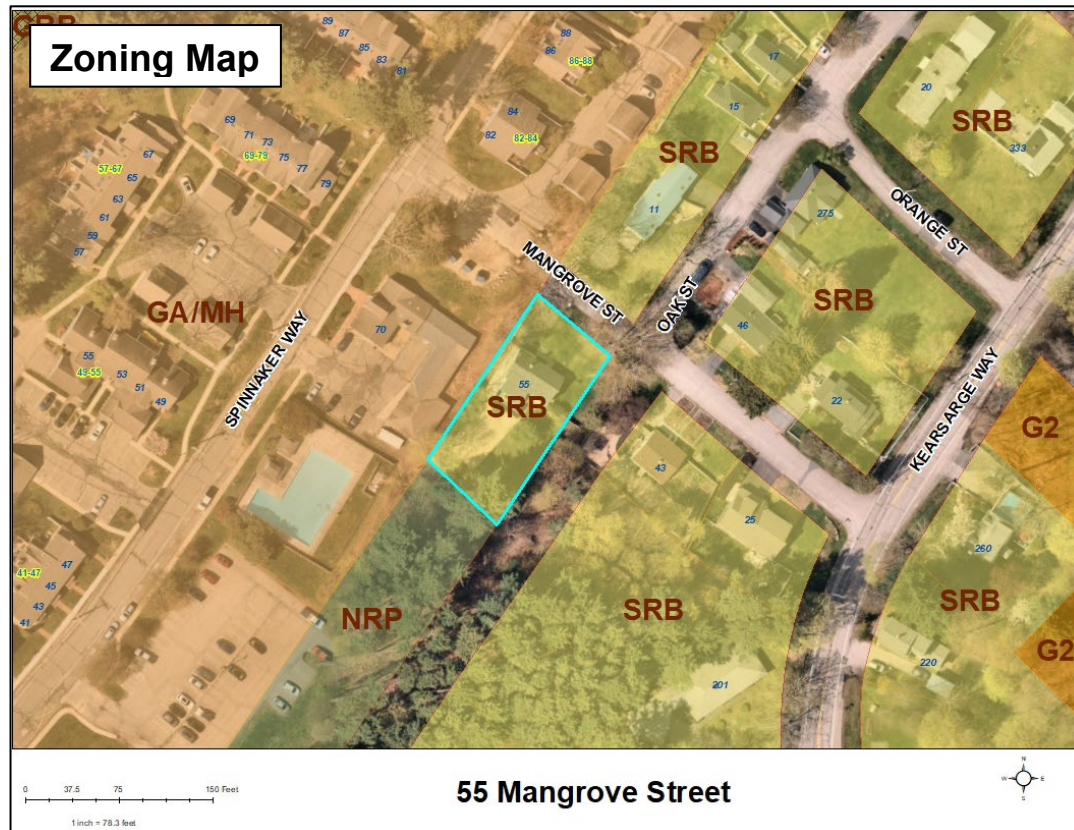 GRB
Zoning Map
89
87
85
83
81
88
86
86-88
84
82
82-84
17
15
SRB
11
20
SRB
333
69
71
73
69-79
75
77
79
67
57-67
65
63
61
59
57
MANGROVE ST
OAK ST
ORANGE ST
275
SRB
46
22
GA/MH
SPINNAKER WAY
70
55
49-55
53
51
49
55
SRB
KEARSARGE WAY
G2
43
25
260
SRB
41-47
47
45
43
41
NRP
SRB
220
201
G2
0 37.5 75 150 Feet
1 inch = 78.3 feet
55 Mangrove Street
N
W E
S